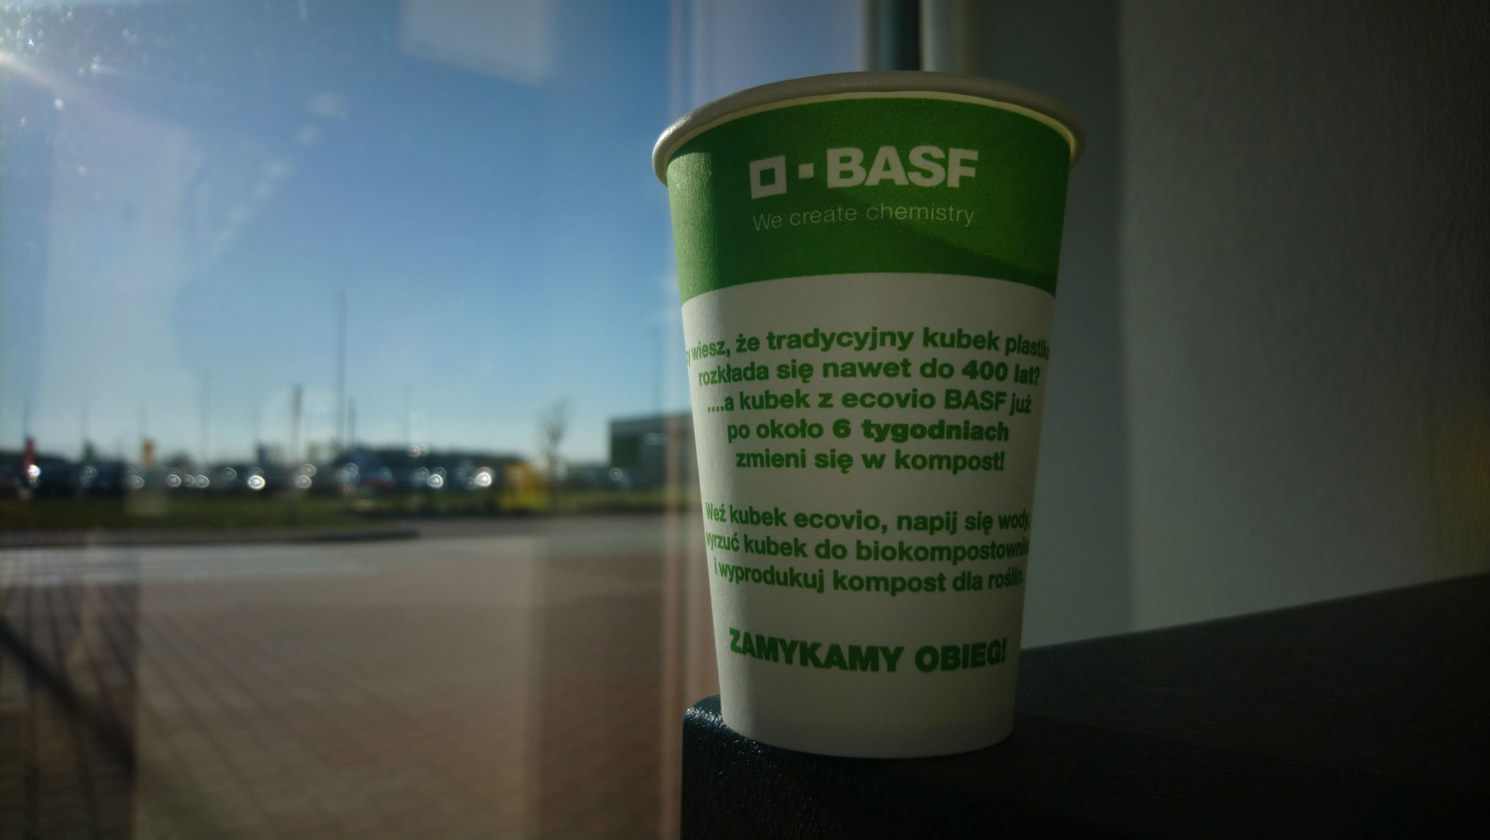 BASF
We create chemistry
wiesz, że tradycyjny kubek
rozkłada się nawet do 400 lat?
....a kubek z ecovio BASF już
po około 6 tygodniach
zmieni się w kompost!
Weź kubek ecovio, napij się wody,
kubek do
i wyprodukuj kompost dla roślin.
ZAMYKAMY OBIEG!